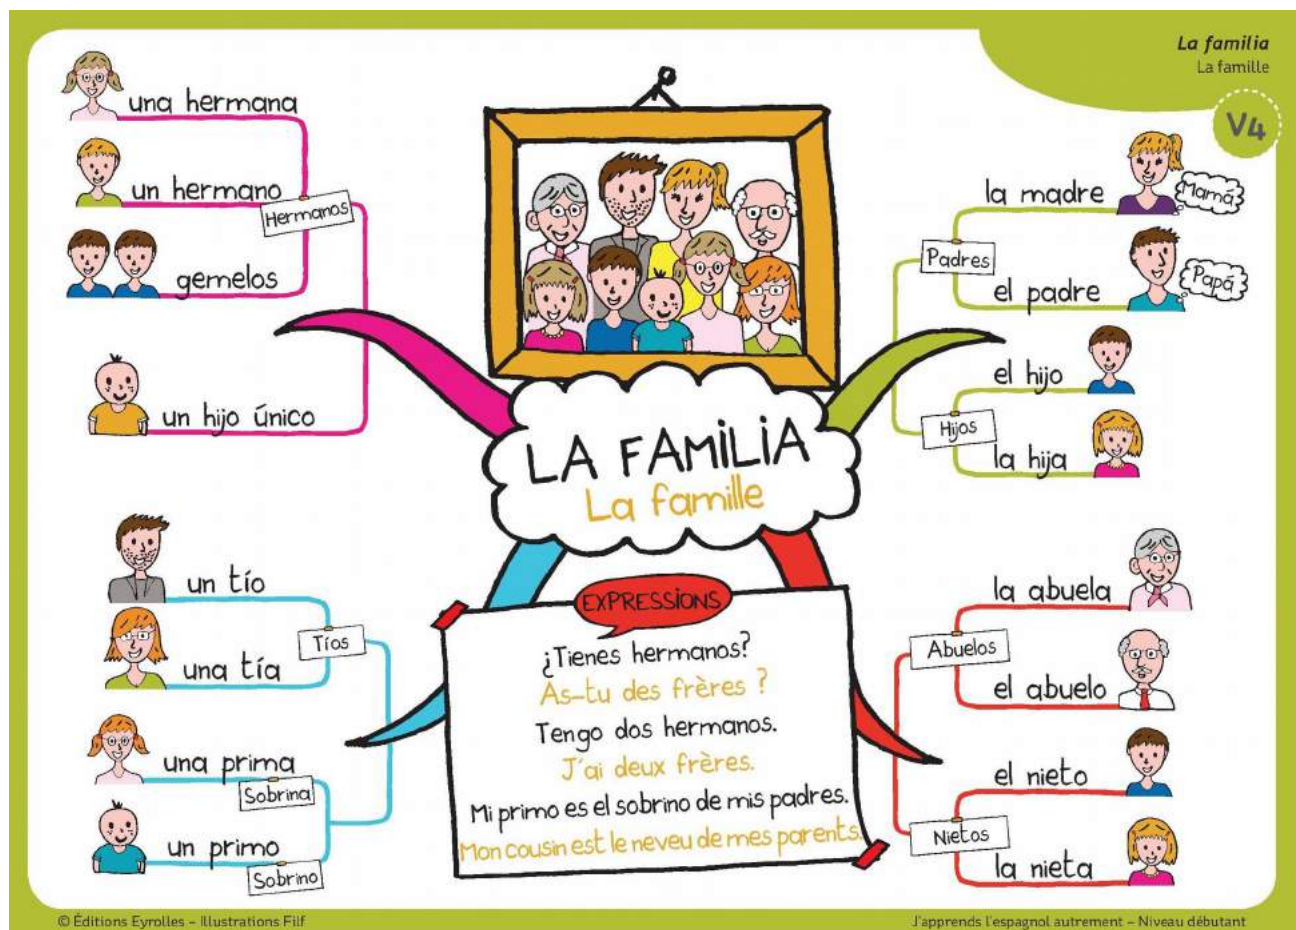 La familia
La famille
V4
una hermana
un hermano
Hermanos
gemelos
un hijo único
la madre
Mamá
Padres
el padre
Papá
el hijo
Hijos
la hija
LA FAMILIA
La famille
un tío
Tíos
una tía
una prima
Sobrina
un primo
Sobrino
EXPRESSIONS
¿Tienes hermanos?
As-tu des frères ?
Tengo dos hermanos.
J'ai deux frères.
Mi primo es el sobrino de mis padres.
Mon cousin est le neveu de mes parents.
la abuela
Abuelos
el abuelo
el nieto
Nietos
la nieta
© Éditions Eyrolles – Illustrations Filf
J'apprends l'espagnol autrement – Niveau débutant